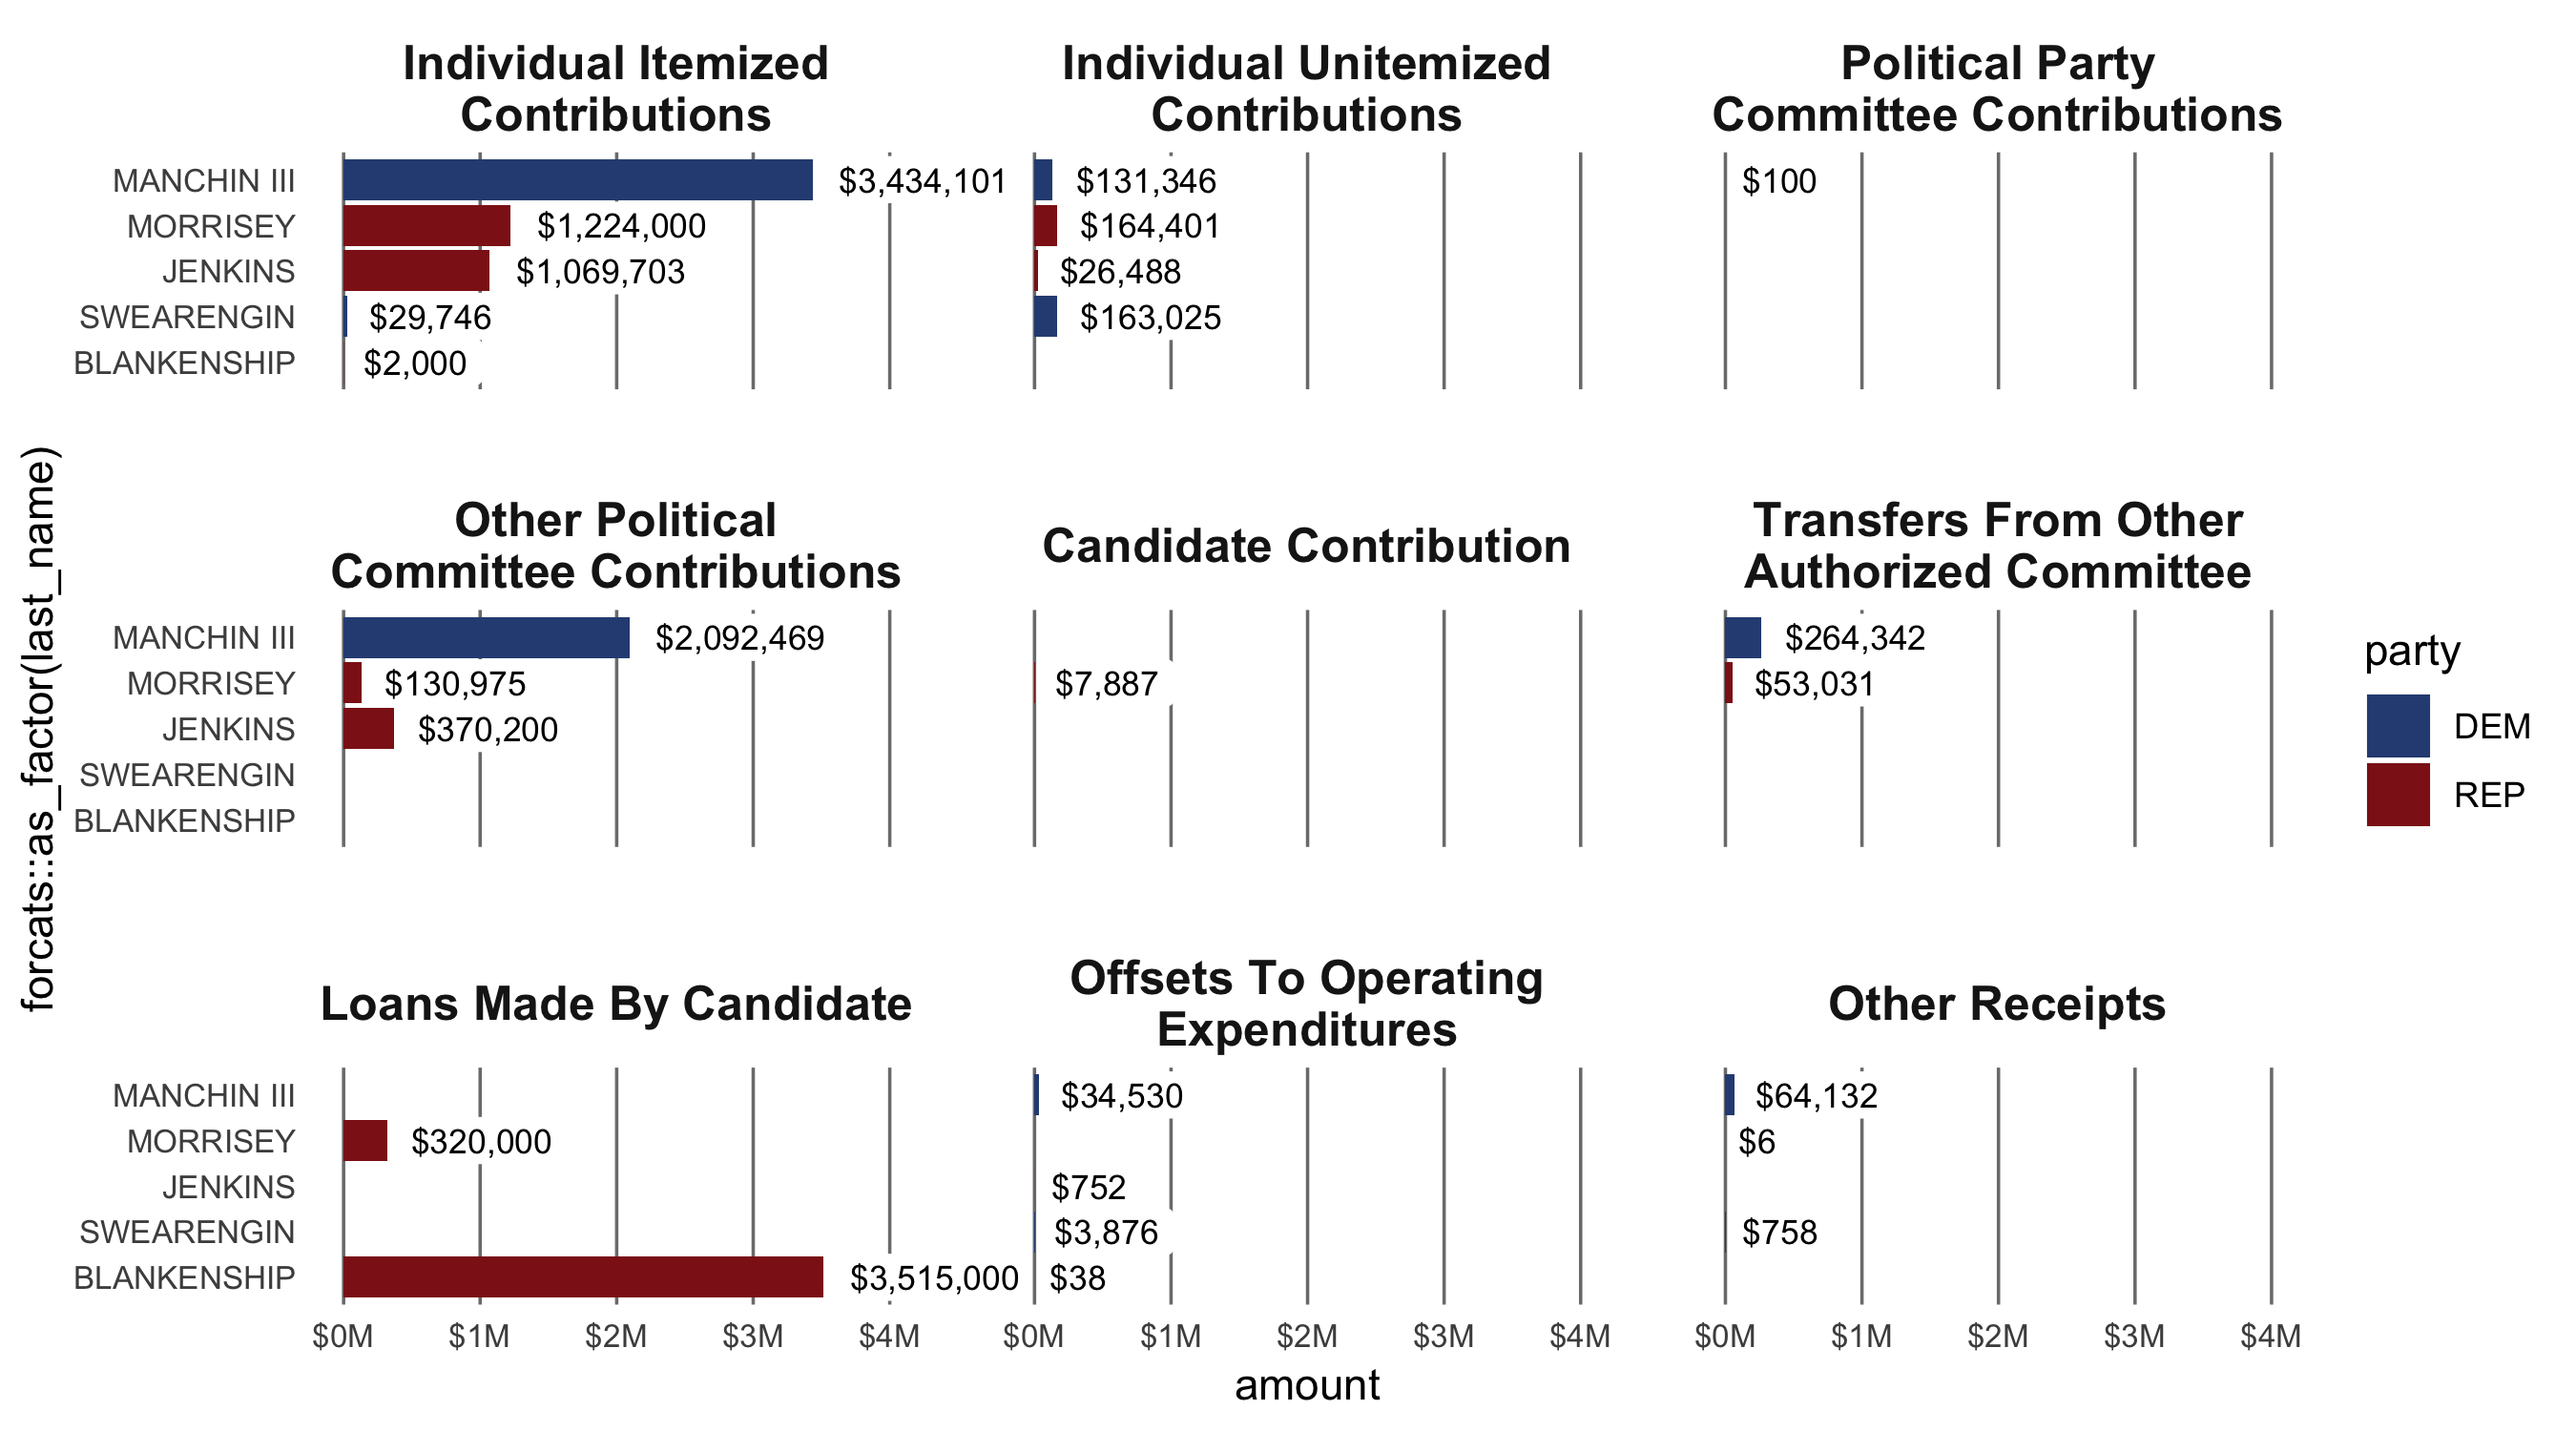 Individual Itemized
Contributions
Individual Unitemized
Contributions
Political Party
Committee Contributions
MANCHIN III $3,434,101 $131,346 $100
MORRISEY $1,224,000 $164,401
JENKINS $1,069,703 $26,488
SWEARENGIN $29,746 $163,025
BLANKENSHIP $2,000
forcats::as_factor(last_name)
Other Political
Committee Contributions
Candidate Contribution
Transfers From Other
Authorized Committee
MANCHIN III $2,092,469 $264,342
MORRISEY $130,975 $7,887 $53,031
JENKINS $370,200
SWEARENGIN
BLANKENSHIP
party
DEM
REP
Loans Made By Candidate
Offsets To Operating
Expenditures
Other Receipts
MANCHIN III $34,530 $64,132
MORRISEY $320,000 $6
JENKINS $752
SWEARENGIN $3,876 $758
BLANKENSHIP $3,515,000 $38
$0M $1M $2M $3M $4M $0M $1M $2M $3M $4M $0M $1M $2M $3M $4M
amount